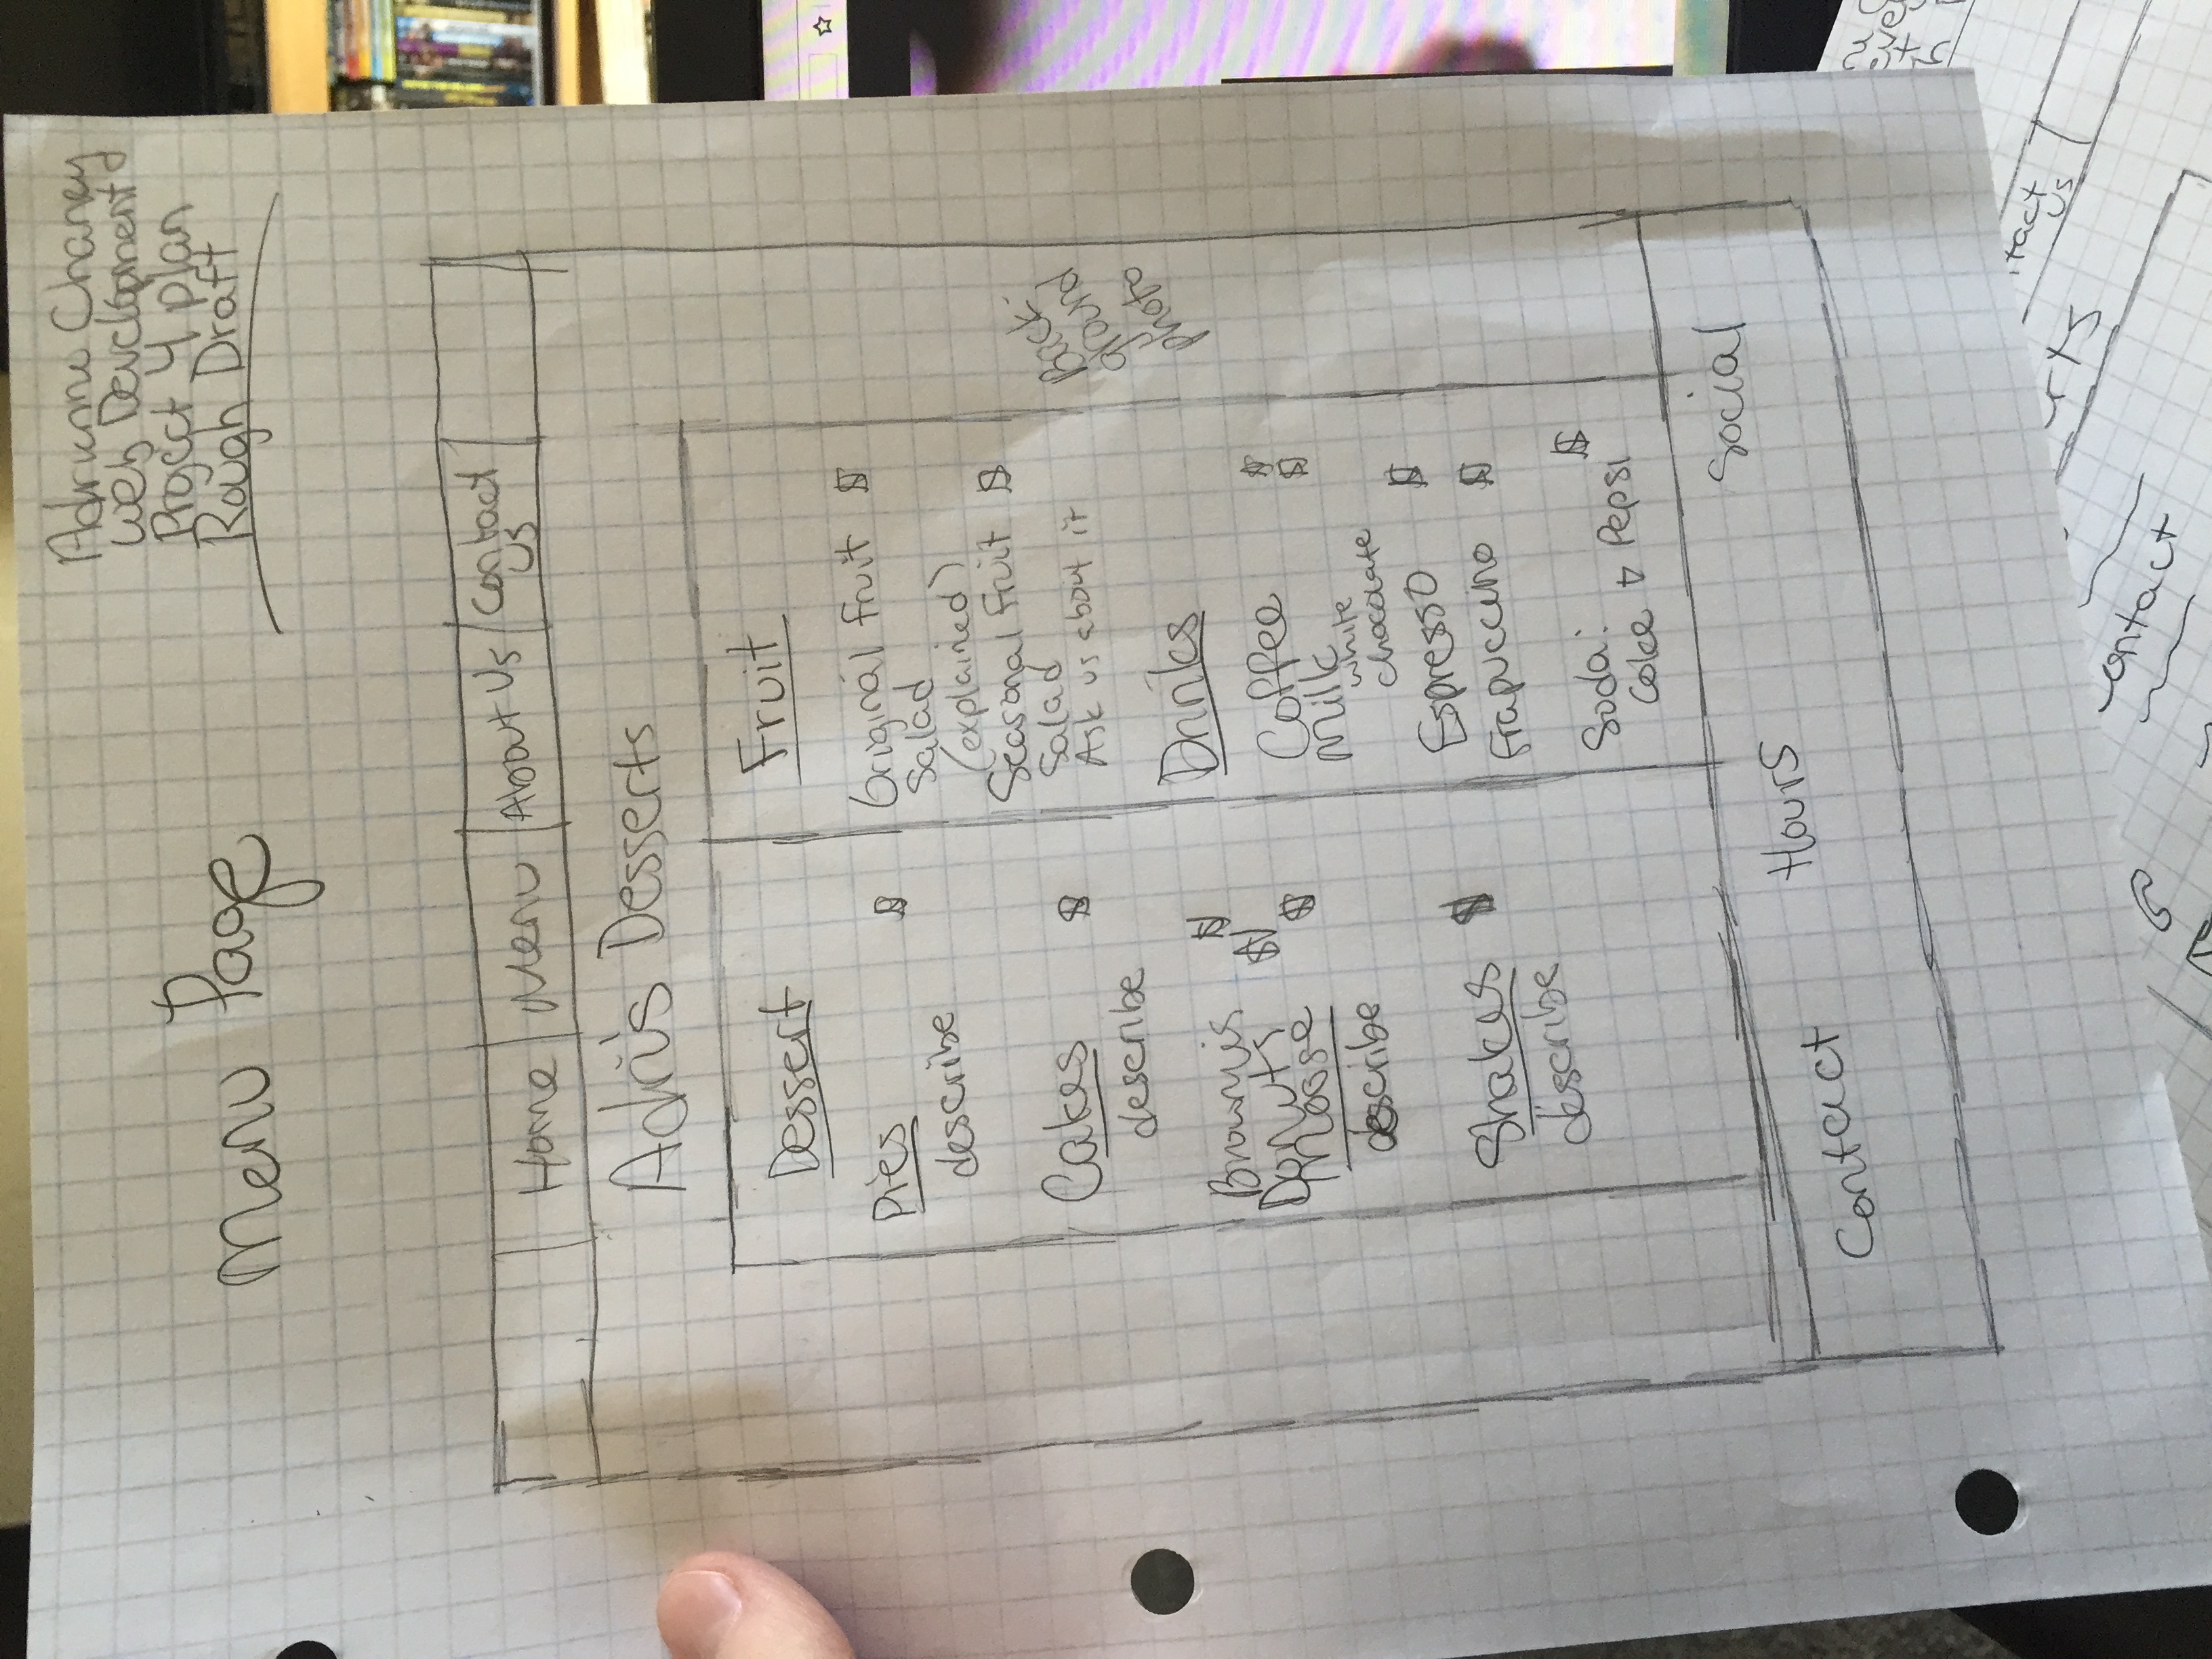 Adrienne Chaney
Web Development
Project 4 plan
Rough Draft
Menu Page
Home Menu About Us Contact
us
Adri's Desserts
Dessert
Pies $
describe
Cakes $
describe
Brownies $
Donuts $
Moose $
describe
Shakes $
describe
Fruit
Original Fruit $
Salad
(explained)
Seasonal Fruit $
Salad
Ask us about it
Drinks
Coffee $
Milk $
white
chocolate
Espresso $
Frapuccino $
Soda: $
Coke + Pepsi
Back-
ground
photo
Contact Hours Social
ntact
us
rts
Contact